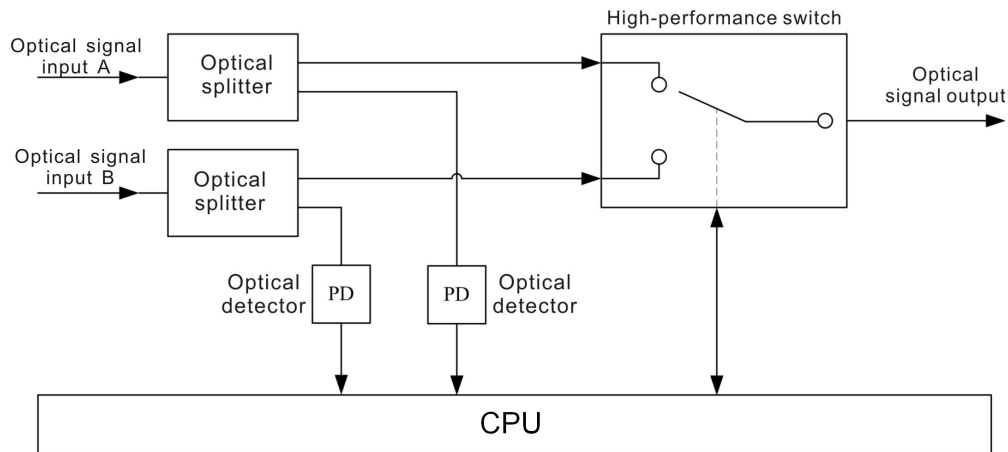 High-performance switch
Optical signal
input A
Optical
splitter
Optical
signal output
Optical signal
input B
Optical
splitter
Optical
detector
PD
PD
Optical
detector
CPU